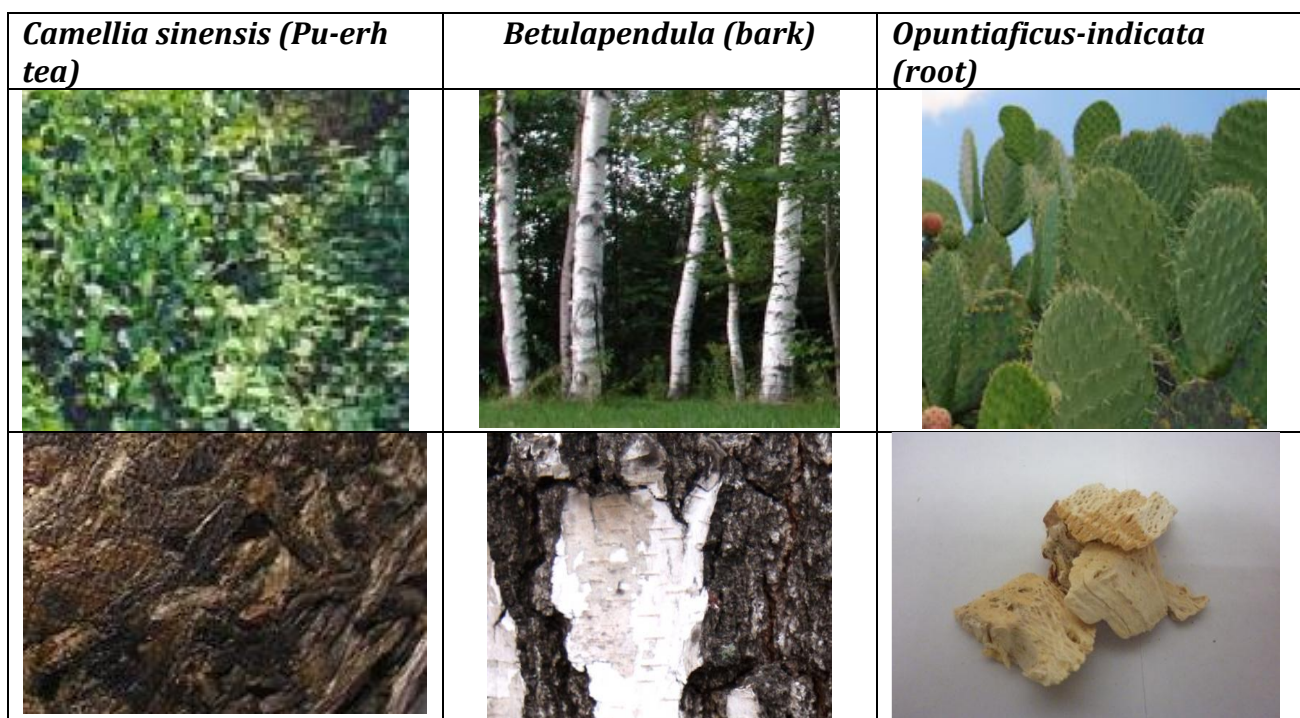 Camellia sinensis (Pu-erh
tea)
Betulapendula (bark)
Opuntiaficus-indicata
(root)